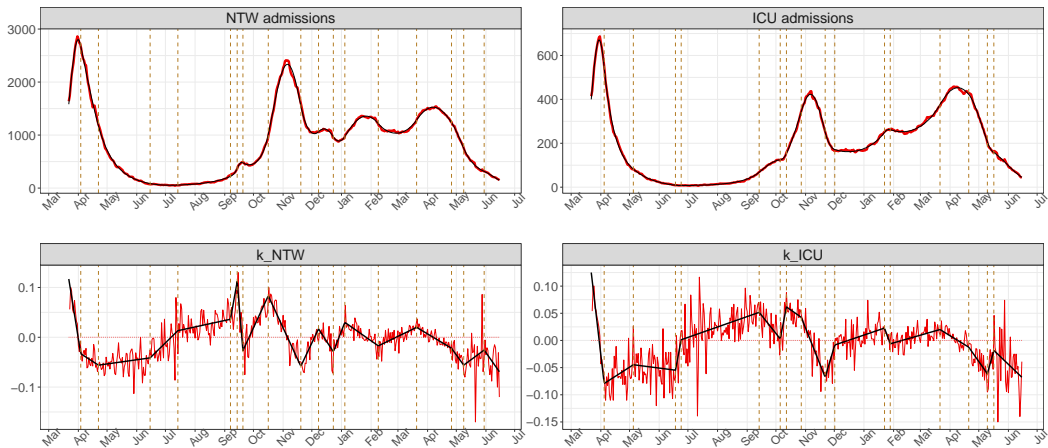 NTW admissions
3000
2000
1000
0
Mar Apr May Jun Jul Aug Sep Oct Nov Dec Jan Feb Mar Apr May Jun Jul
ICU admissions
600
400
200
0
Mar Apr May Jun Jul Aug Sep Oct Nov Dec Jan Feb Mar Apr May Jun Jul
k_NTW
0.1
0.0
−0.1
Mar Apr May Jun Jul Aug Sep Oct Nov Dec Jan Feb Mar Apr May Jun Jul
k_ICU
0.10
0.05
0.00
−0.05
−0.10
−0.15
Mar Apr May Jun Jul Aug Sep Oct Nov Dec Jan Feb Mar Apr May Jun Jul